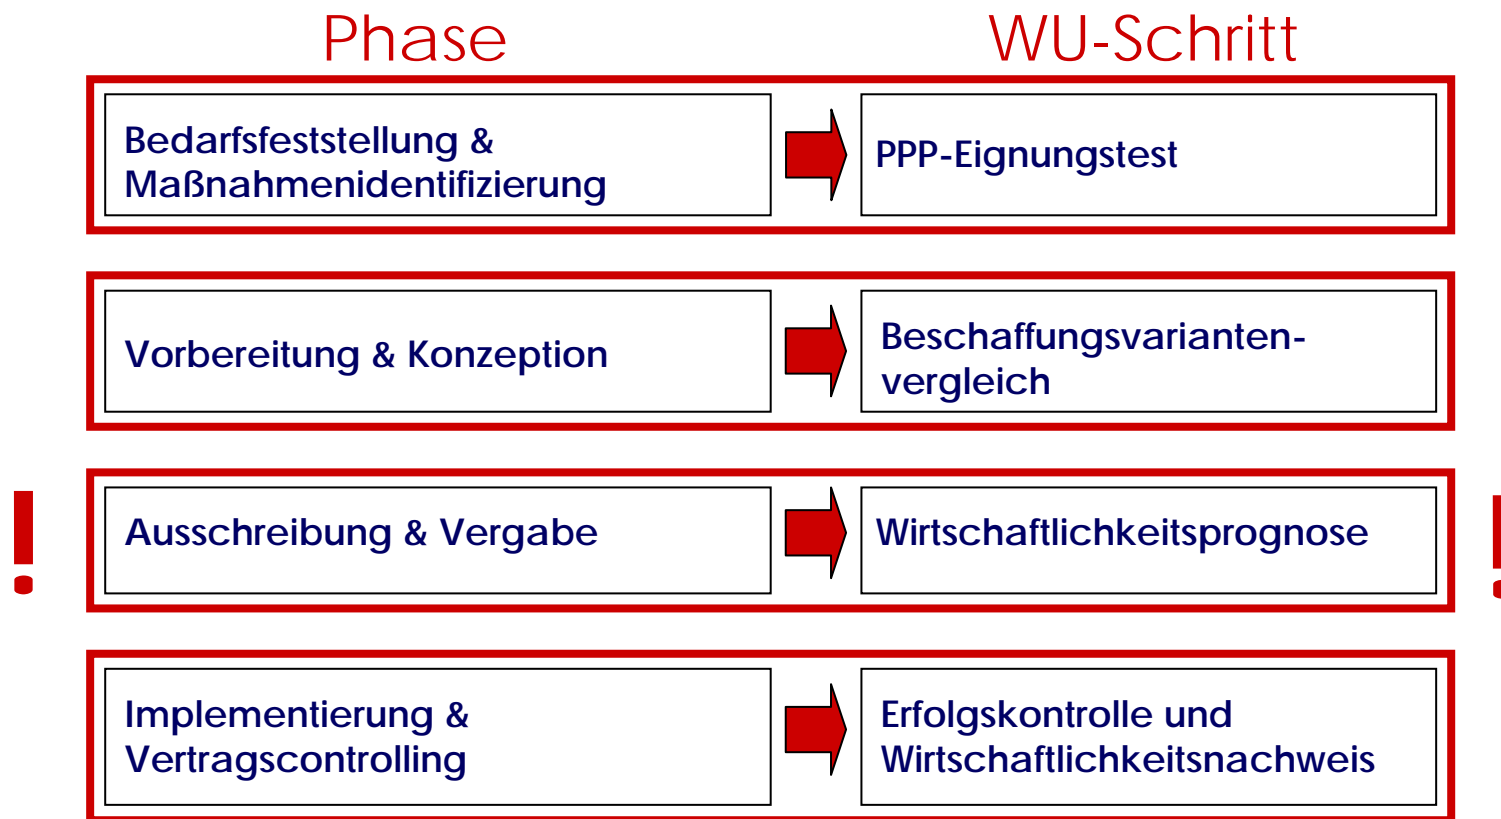 Phase
WU-Schritt
Bedarfsfeststellung &
Maßnahmenidentifizierung
PPP-Eignungstest
Vorbereitung & Konzeption
Beschaffungsvarianten-
vergleich
!
Ausschreibung & Vergabe
Wirtschaftlichkeitsprognose
!
Implementierung &
Vertragscontrolling
Erfolgskontrolle und
Wirtschaftlichkeitsnachweis